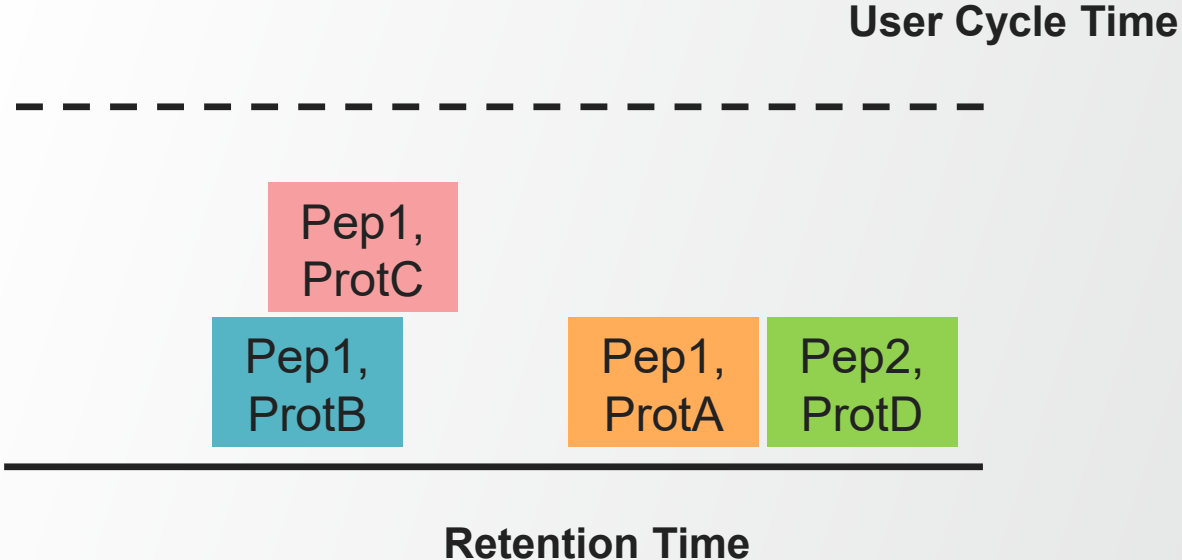 User Cycle Time
Pep1,
ProtC
Pep1,
ProtB
Pep1,
ProtA
Pep2,
ProtD
Retention Time